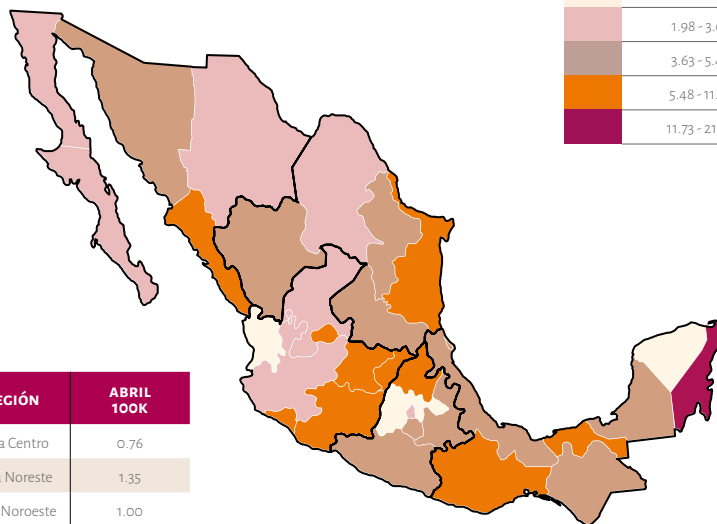 1.98 - 3.
3.63 - 5.4
5.48 - 11.
11.73 - 21
EGIÓN
ABRIL
100K
a Centro 0.76
Noreste 1.35
Noroeste 1.00